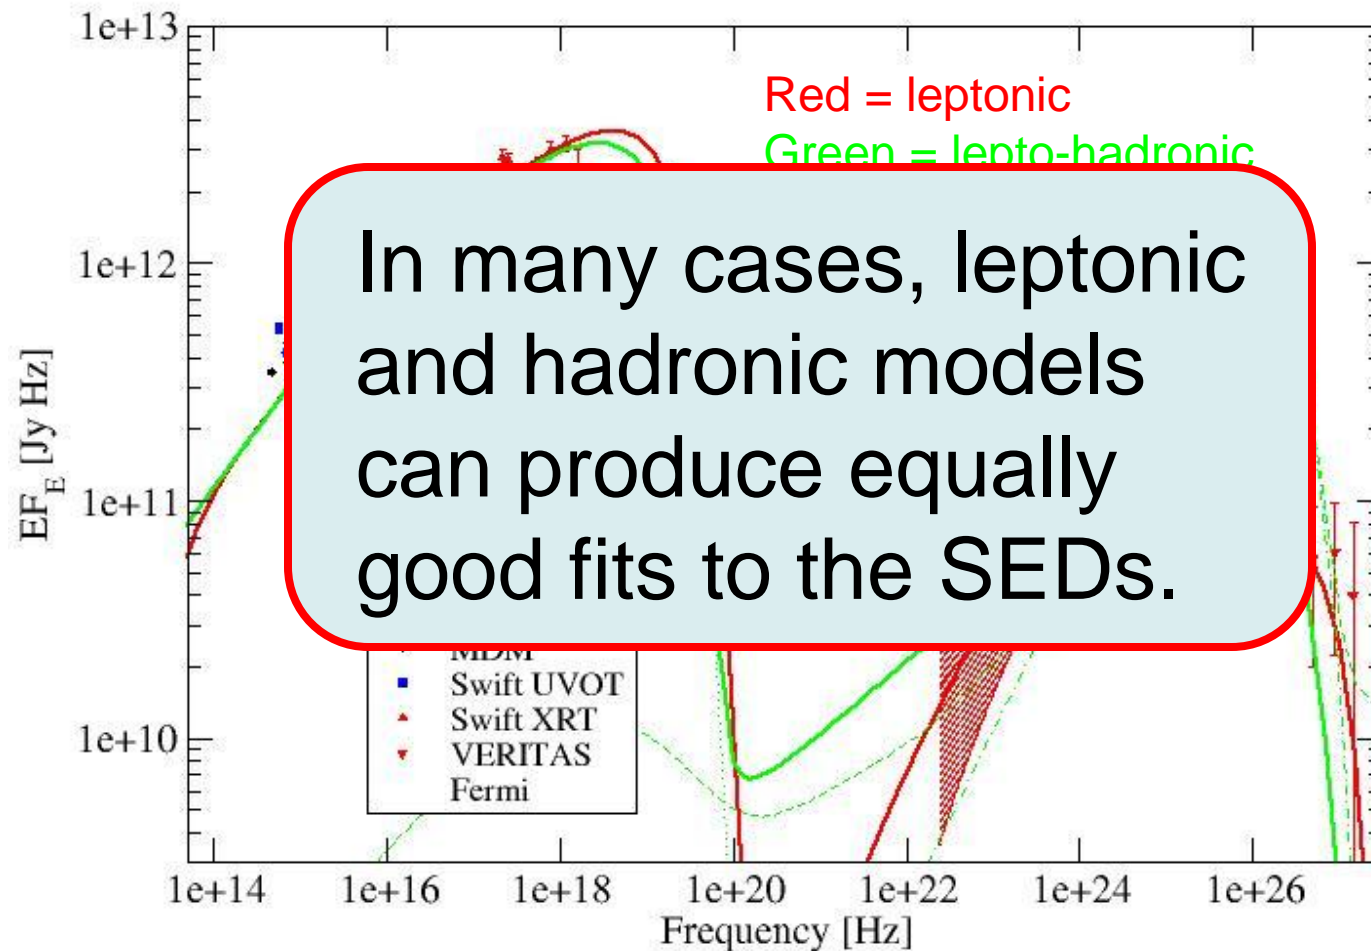 1e+13
Red = leptonic
Green = lepto-hadronic
In many cases, leptonic
and hadronic models
can produce equally
good fits to the SEDs.
1e+12
1e+11
1e+10
EF_E [Jy Hz]
MDM
Swift UVOT
Swift XRT
VERITAS
Fermi
1e+14 1e+16 1e+18 1e+20 1e+22 1e+24 1e+26
Frequency [Hz]